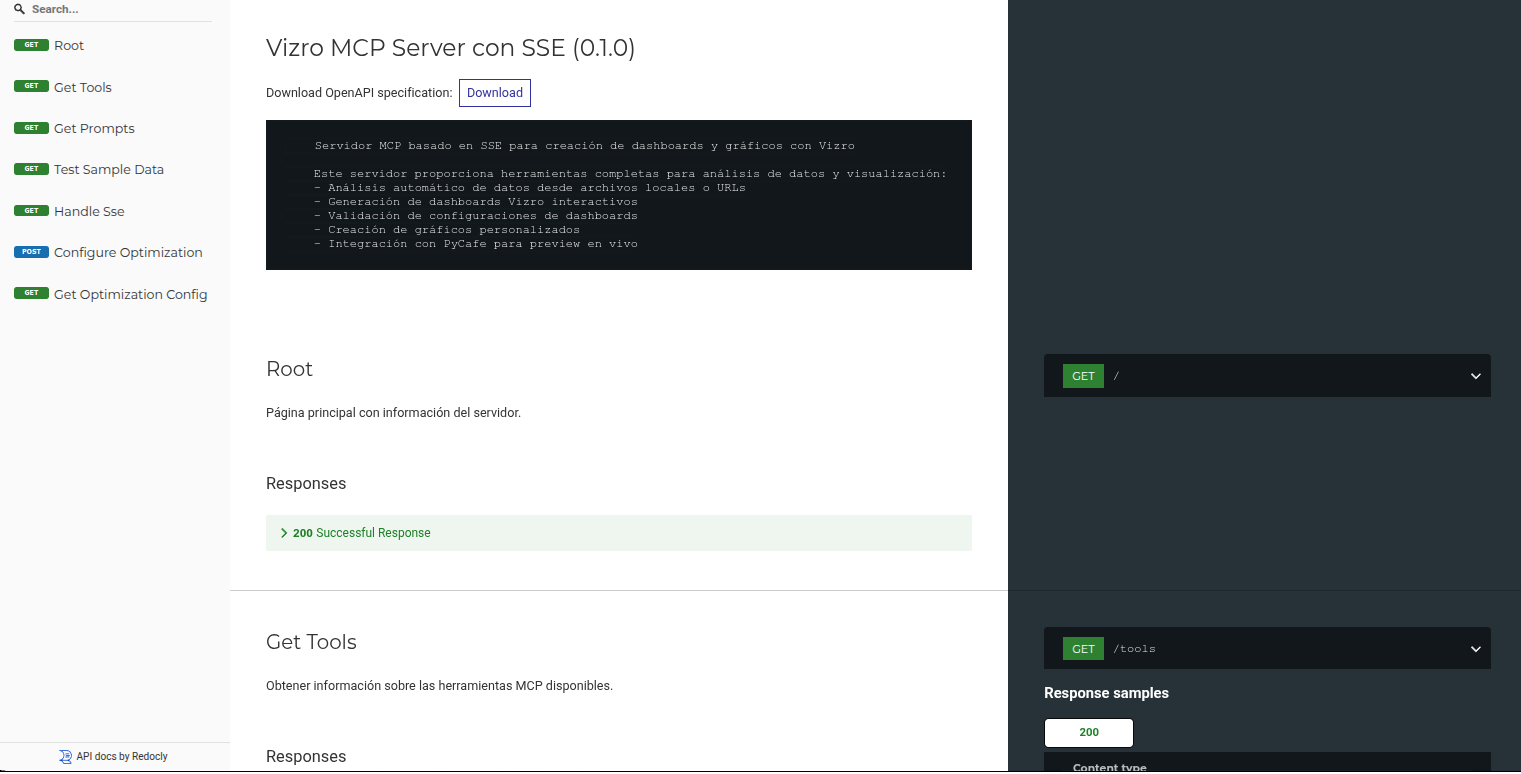 Search...
GET Root
GET Get Tools
GET Get Prompts
GET Test Sample Data
GET Handle Sse
POST Configure Optimization
GET Get Optimization Config
API docs by Redocly
Vizro MCP Server con SSE (0.1.0)
Download OpenAPI specification: Download
Servidor MCP basado en SSE para creación de dashboards y gráficos con Vizro
Este servidor proporciona herramientas completas para análisis de datos y visualización:
- Análisis automático de datos desde archivos locales o URLs
- Generación de dashboards Vizro interactivos
- Validación de configuraciones de dashboards
- Creación de gráficos personalizados
- Integración con PyCafe para preview en vivo
Root
Página principal con información del servidor.
Responses
200 Successful Response
GET /
Get Tools
Obtener información sobre las herramientas MCP disponibles.
Responses
GET /tools
Response samples
200
Content type